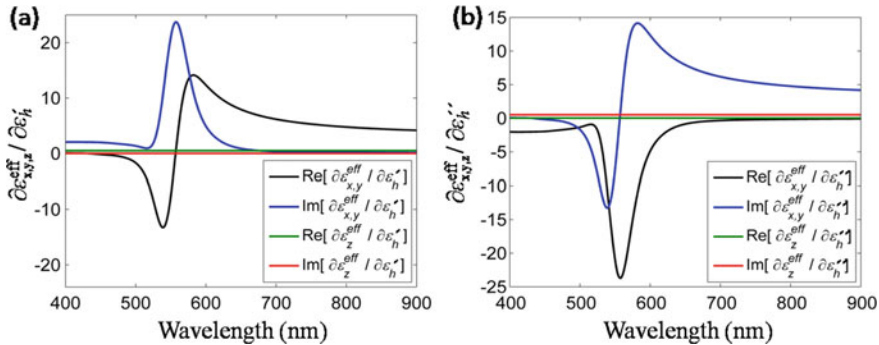 (a)
∂ε^eff_x,y,z / ∂ε′_h
20
10
0
-10
-20
Re[ ∂ε^eff_x,y / ∂ε′_h ]
Im[ ∂ε^eff_x,y / ∂ε′_h ]
Re[ ∂ε^eff_z / ∂ε′_h ]
Im[ ∂ε^eff_z / ∂ε′_h ]
400 500 600 700 800 900
Wavelength (nm)
(b)
∂ε^eff_x,y,z / ∂ε′′_h
15
10
5
0
-5
-10
-15
-20
-25
Re[ ∂ε^eff_x,y / ∂ε′′_h ]
Im[ ∂ε^eff_x,y / ∂ε′′_h ]
Re[ ∂ε^eff_z / ∂ε′′_h ]
Im[ ∂ε^eff_z / ∂ε′′_h ]
400 500 600 700 800 900
Wavelength (nm)